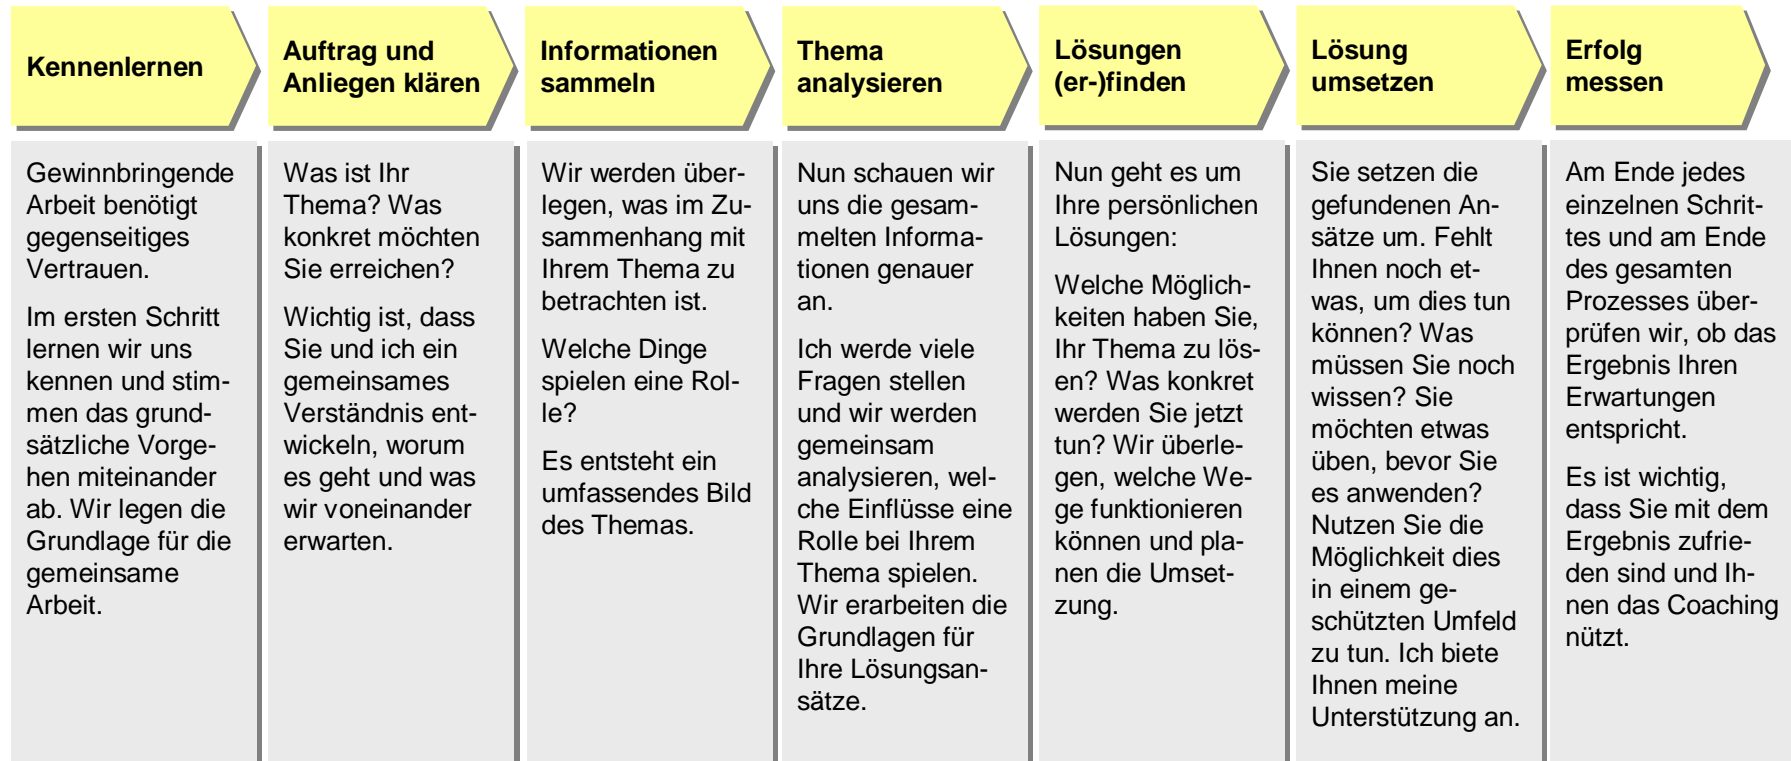 Kennenlernen
Gewinnbringende
Arbeit benötigt
gegenseitiges
Vertrauen.
Im ersten Schritt
lernen wir uns
kennen und stim-
men das grund-
sätzliche Vorge-
hen miteinander
ab. Wir legen die
Grundlage für die
gemeinsame
Arbeit.
Auftrag und
Anliegen klären
Was ist Ihr
Thema? Was
konkret möchten
Sie erreichen?
Wichtig ist, dass
Sie und ich ein
gemeinsames
Verständnis ent-
wickeln, worum
es geht und was
wir voneinander
erwarten.
Informationen
sammeln
Wir werden über-
legen, was im Zu-
sammenhang mit
Ihrem Thema zu
betrachten ist.
Welche Dinge
spielen eine Rol-
le?
Es entsteht ein
umfassendes Bild
des Themas.
Thema
analysieren
Nun schauen wir
uns die gesam-
melten Informa-
tionen genauer
an.
Ich werde viele
Fragen stellen
und wir werden
gemeinsam
analysieren, wel-
che Einflüsse eine
Rolle bei Ihrem
Thema spielen.
Wir erarbeiten die
Grundlagen für
Ihre Lösungsan-
sätze.
Lösungen
(er-)finden
Nun geht es um
Ihre persönlichen
Lösungen:
Welche Möglich-
keiten haben Sie,
Ihr Thema zu lös-
en? Was konkret
werden Sie jetzt
tun? Wir überle-
gen, welche We-
ge funktionieren
können und pla-
nen die Umset-
zung.
Lösung
umsetzen
Sie setzen die
gefundenen An-
sätze um. Fehlt
Ihnen noch et-
was, um dies tun
können? Was
müssen Sie noch
wissen? Sie
möchten etwas
üben, bevor Sie
es anwenden?
Nutzen Sie die
Möglichkeit dies
in einem ge-
schützten Umfeld
zu tun. Ich biete
Ihnen meine
Unterstützung an.
Erfolg
messen
Am Ende jedes
einzelnen Schrit-
tes und am Ende
des gesamten
Prozesses über-
prüfen wir, ob das
Ergebnis Ihren
Erwartungen
entspricht.
Es ist wichtig,
dass Sie mit dem
Ergebnis zufrie-
den sind und Ih-
nen das Coaching
nützt.